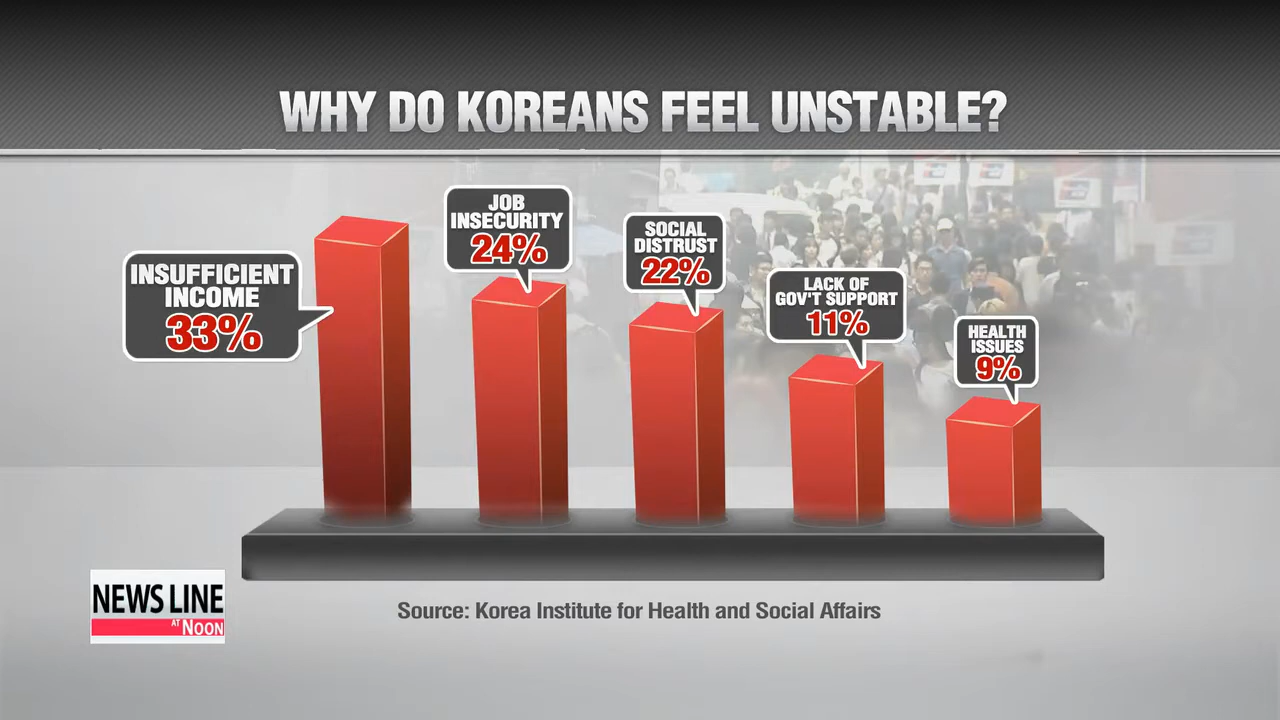 WHY DO KOREANS FEEL UNSTABLE?
INSUFFICIENT
INCOME
33%
JOB
INSECURITY
24%
SOCIAL
DISTRUST
22%
LACK OF
GOV'T SUPPORT
11%
HEALTH
ISSUES
9%
NEWS LINE
AT NOON
Source: Korea Institute for Health and Social Affairs